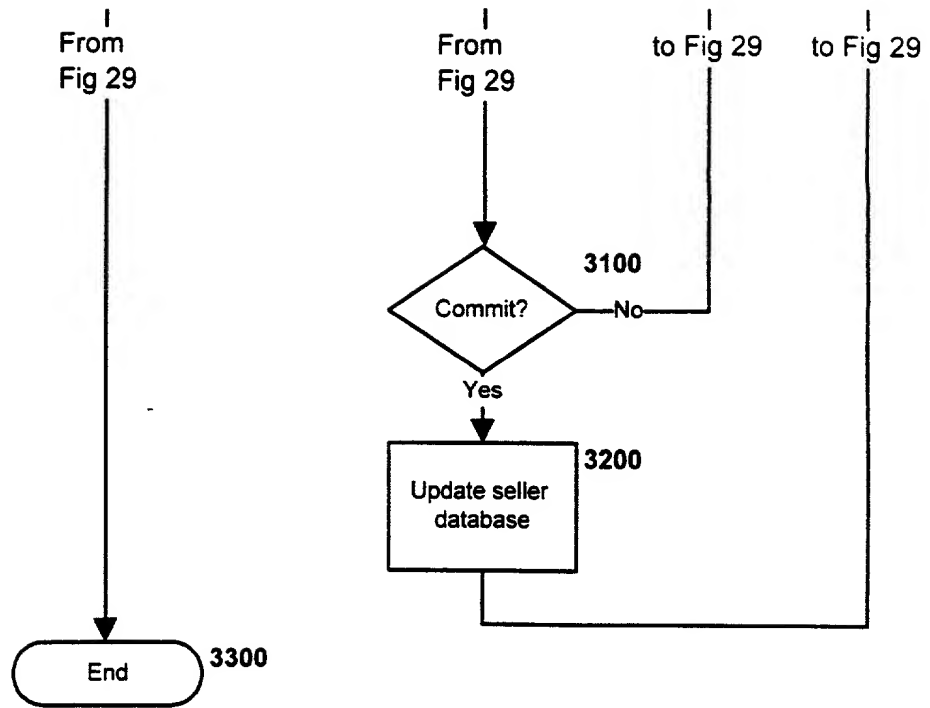 From
Fig 29
From
Fig 29
to Fig 29
to Fig 29
3100
Commit?
No
Yes
3200
Update seller
database
3300
End